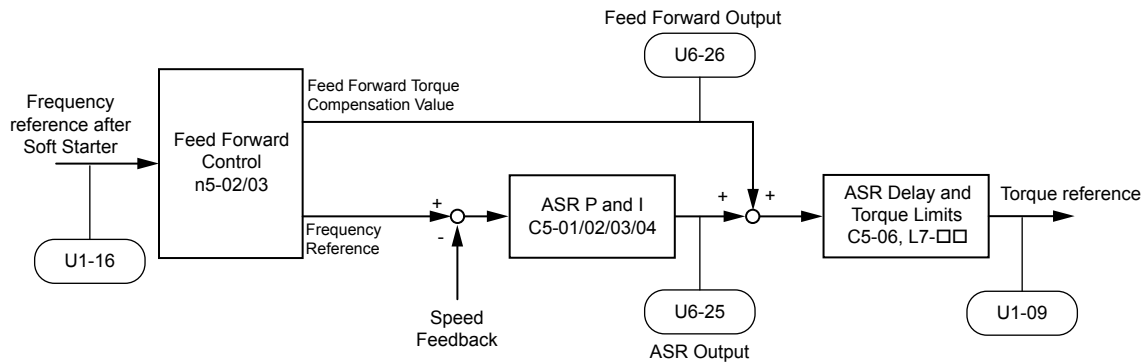 Feed Forward Output
U6-26
Frequency
reference after
Soft Starter
Feed Forward
Control
n5-02/03
Feed Forward Torque
Compensation Value
U1-16
Frequency
Reference
+
-
Speed
Feedback
ASR P and I
C5-01/02/03/04
+
+
U6-25
ASR Output
ASR Delay and
Torque Limits
C5-06, L7-□□
Torque reference
U1-09